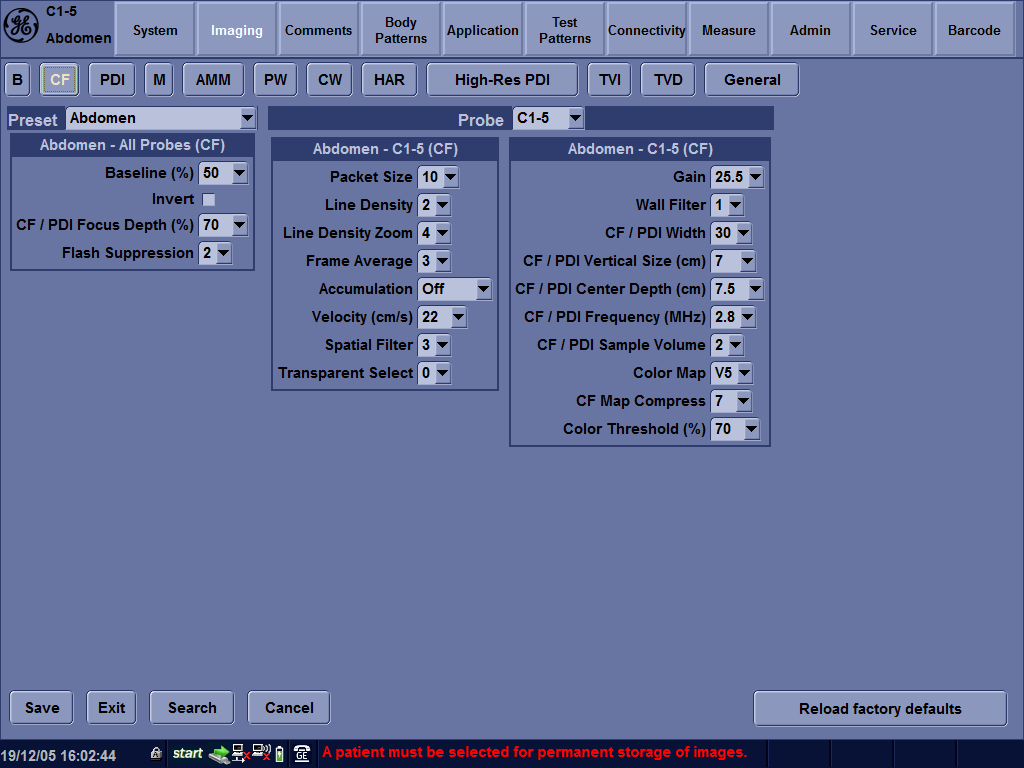 C1-5
Abdomen
System
Imaging
Comments
Body
Patterns
Application
Test
Patterns
Connectivity
Measure
Admin
Service
Barcode
B
CF
PDI
M
AMM
PW
CW
HAR
High-Res PDI
TVI
TVD
General
Preset Abdomen
Probe C1-5
Abdomen - All Probes (CF)
Baseline (%) 50
Invert
CF / PDI Focus Depth (%) 70
Flash Suppression 2
Abdomen - C1-5 (CF)
Packet Size 10
Line Density 2
Line Density Zoom 4
Frame Average 3
Accumulation Off
Velocity (cm/s) 22
Spatial Filter 3
Transparent Select 0
Abdomen - C1-5 (CF)
Gain 25.5
Wall Filter 1
CF / PDI Width 30
CF / PDI Vertical Size (cm) 7
CF / PDI Center Depth (cm) 7.5
CF / PDI Frequency (MHz) 2.8
CF / PDI Sample Volume 2
Color Map V5
CF Map Compress 7
Color Threshold (%) 70
Save
Exit
Search
Cancel
Reload factory defaults
19/12/05 16:02:44
start
GE
A patient must be selected for permanent storage of images.